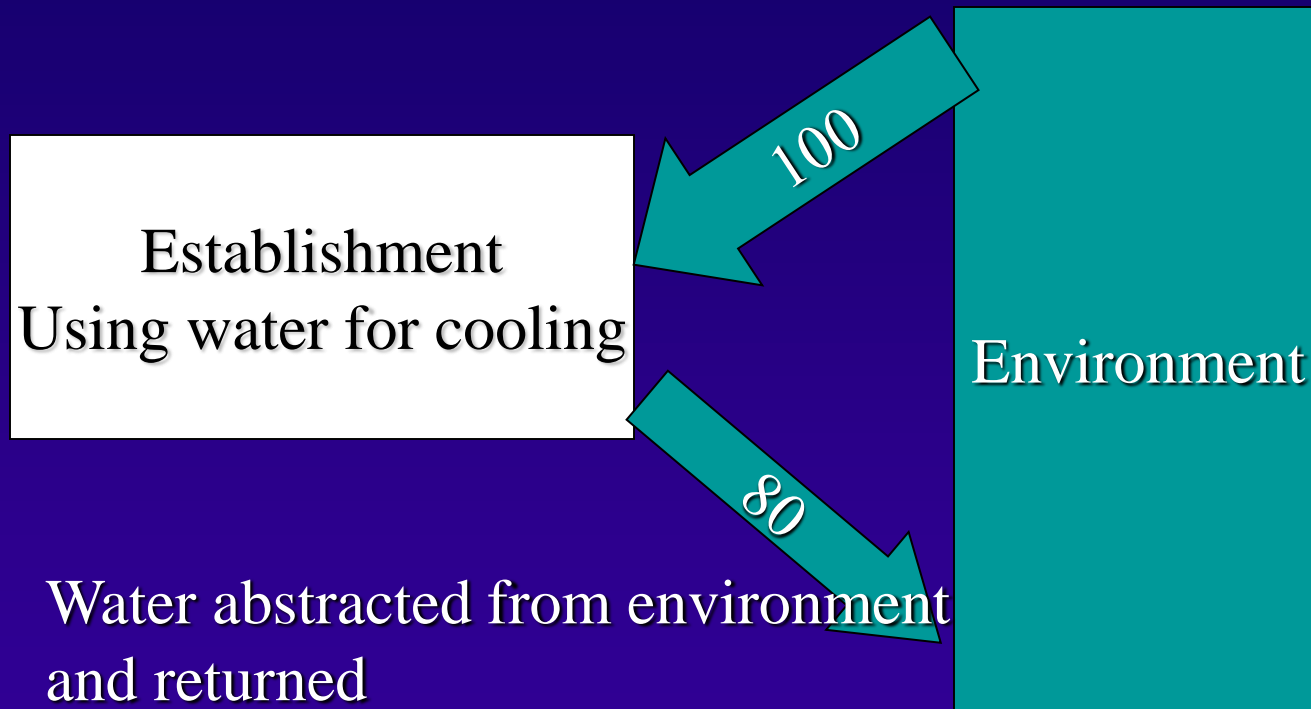 100
Establishment
Using water for cooling
Environment
80
Water abstracted from environment
and returned